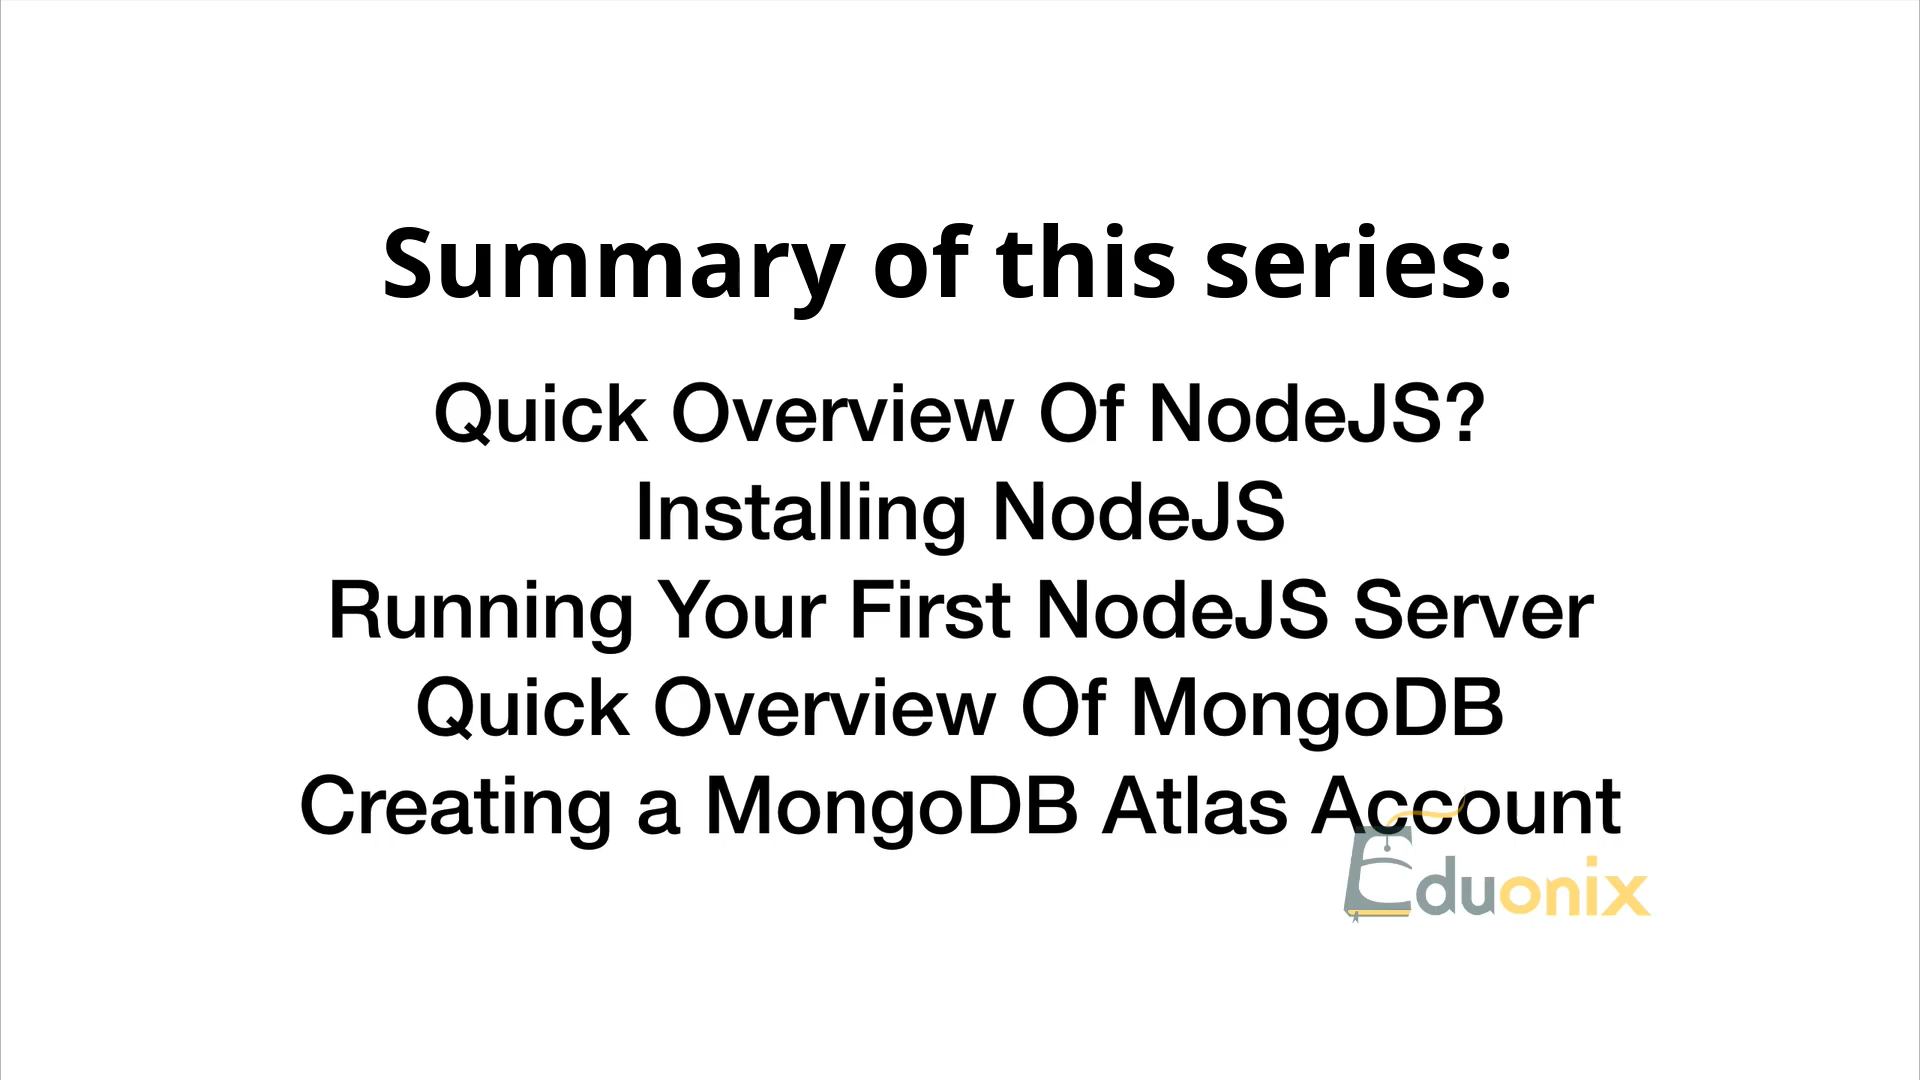 Summary of this series:
Quick Overview Of NodeJS?
Installing NodeJS
Running Your First NodeJS Server
Quick Overview Of MongoDB
Creating a MongoDB Atlas Account
Eduonix